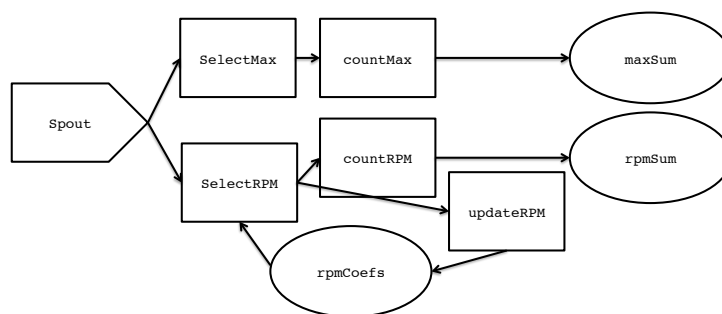 SelectMax
countMax
maxSum
Spout
countRPM
rpmSum
SelectRPM
updateRPM
rpmCoefs